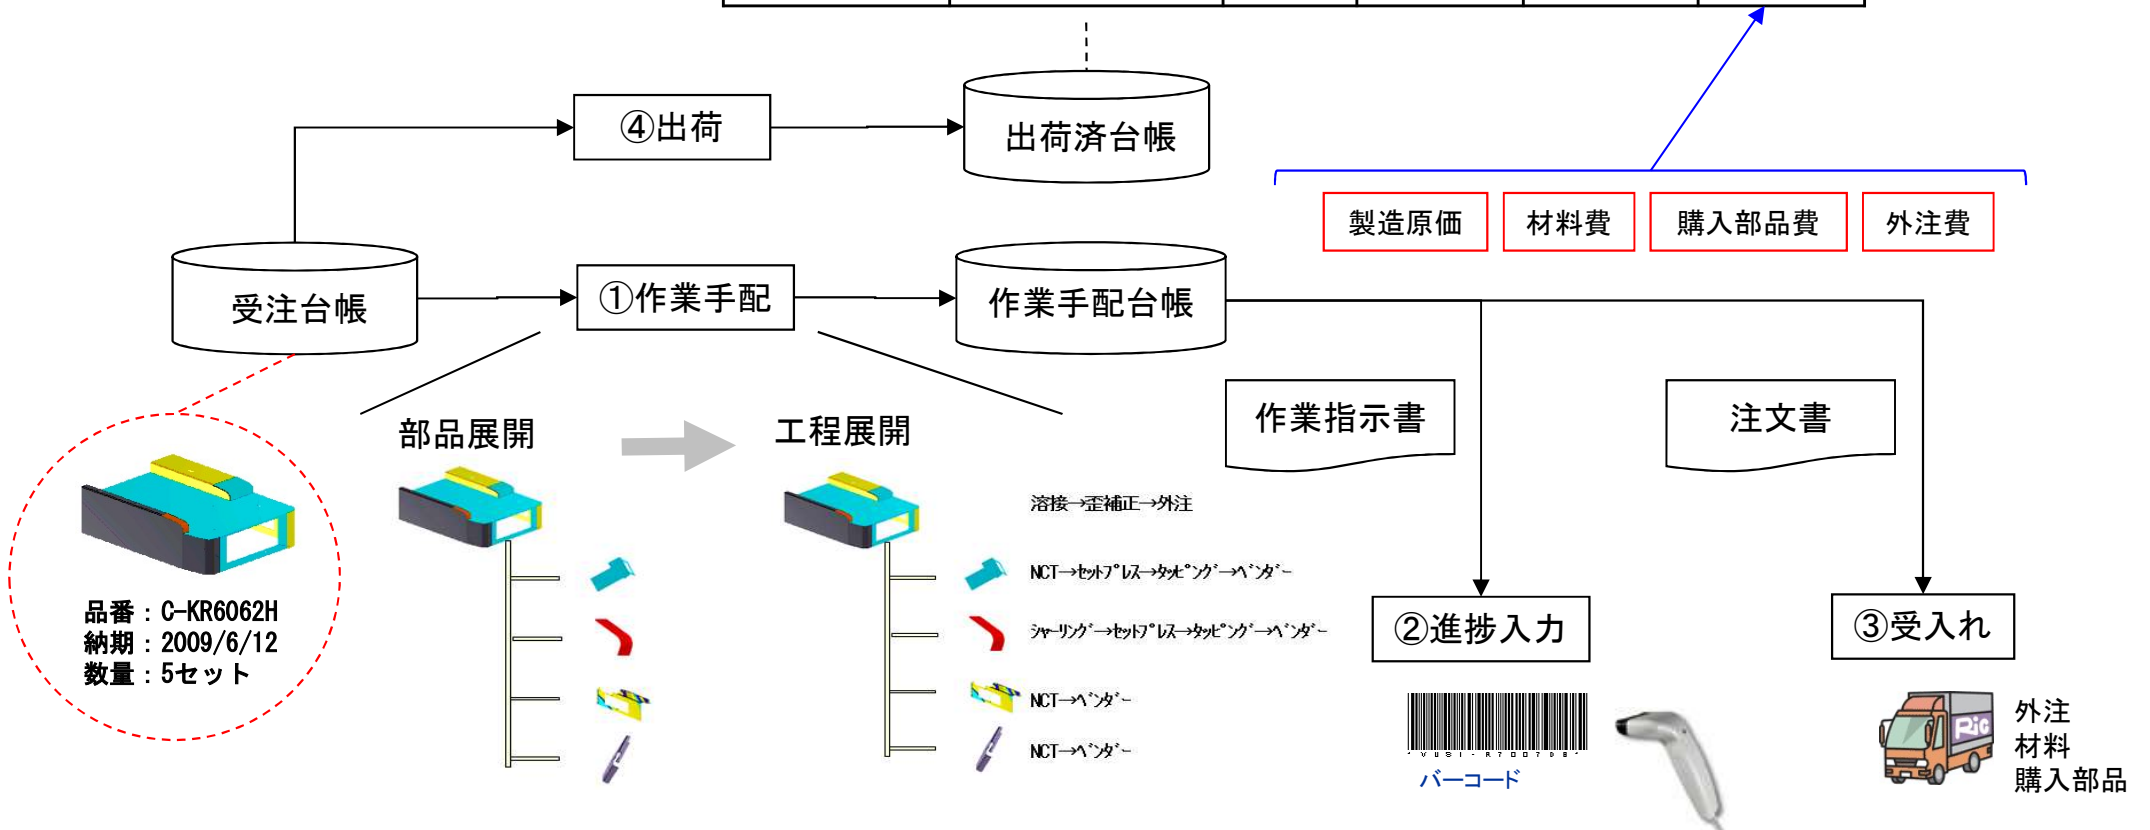 ④出荷
出荷済台帳
製造原価
材料費
購入部品費
外注費
受注台帳
①作業手配
作業手配台帳
作業指示書
注文書
部品展開
工程展開
溶接→歪補正→外注
NCT→ｾｯﾄﾌﾟﾚｽ→ﾀｯﾋﾟﾝｸﾞ→ﾍﾞﾝﾀﾞｰ
ｼｬｰﾘﾝｸﾞ→ｾｯﾄﾌﾟﾚｽ→ﾀｯﾋﾟﾝｸﾞ→ﾍﾞﾝﾀﾞｰ
NCT→ﾍﾞﾝﾀﾞｰ
NCT→ﾍﾞﾝﾀﾞｰ
品番：C-KR6062H
納期：2009/6/12
数量：5セット
②進捗入力
③受入れ
バーコード
Ric
外注
材料
購入部品